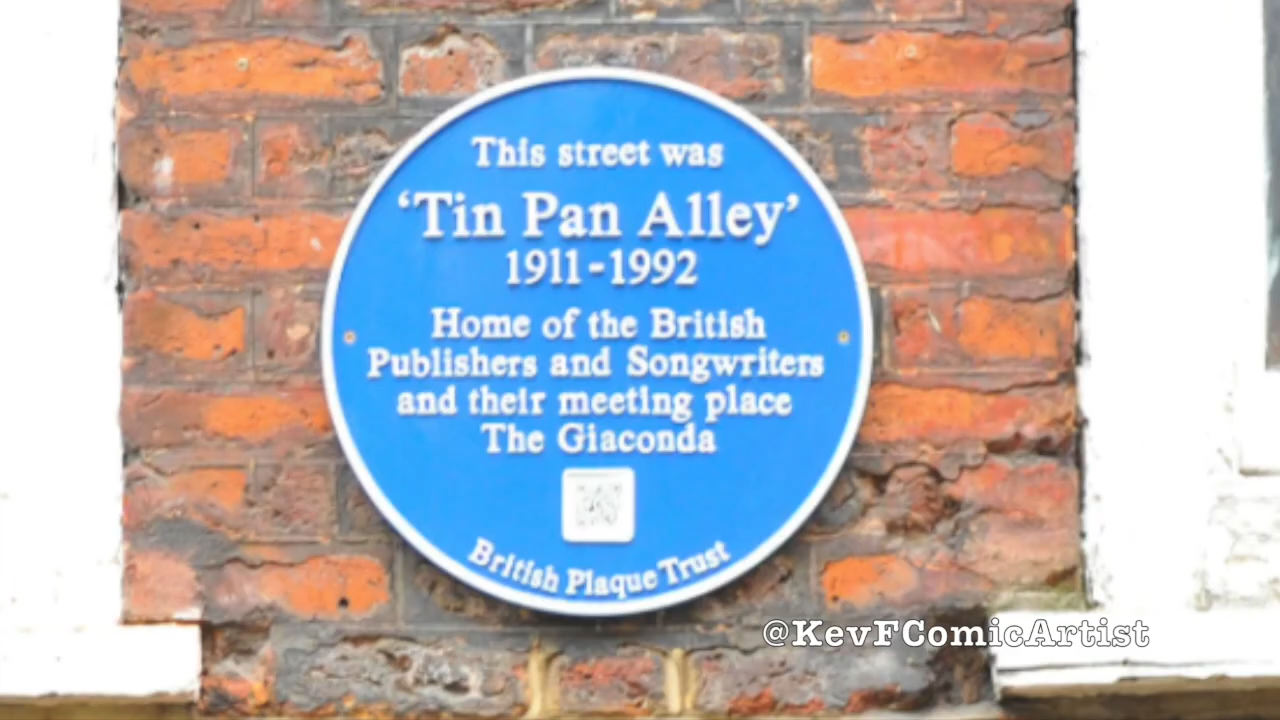 This street was
‘Tin Pan Alley’
1911-1992
Home of the British
Publishers and Songwriters
and their meeting place
The Giaconda
British Plaque Trust
@KevFComicArtist